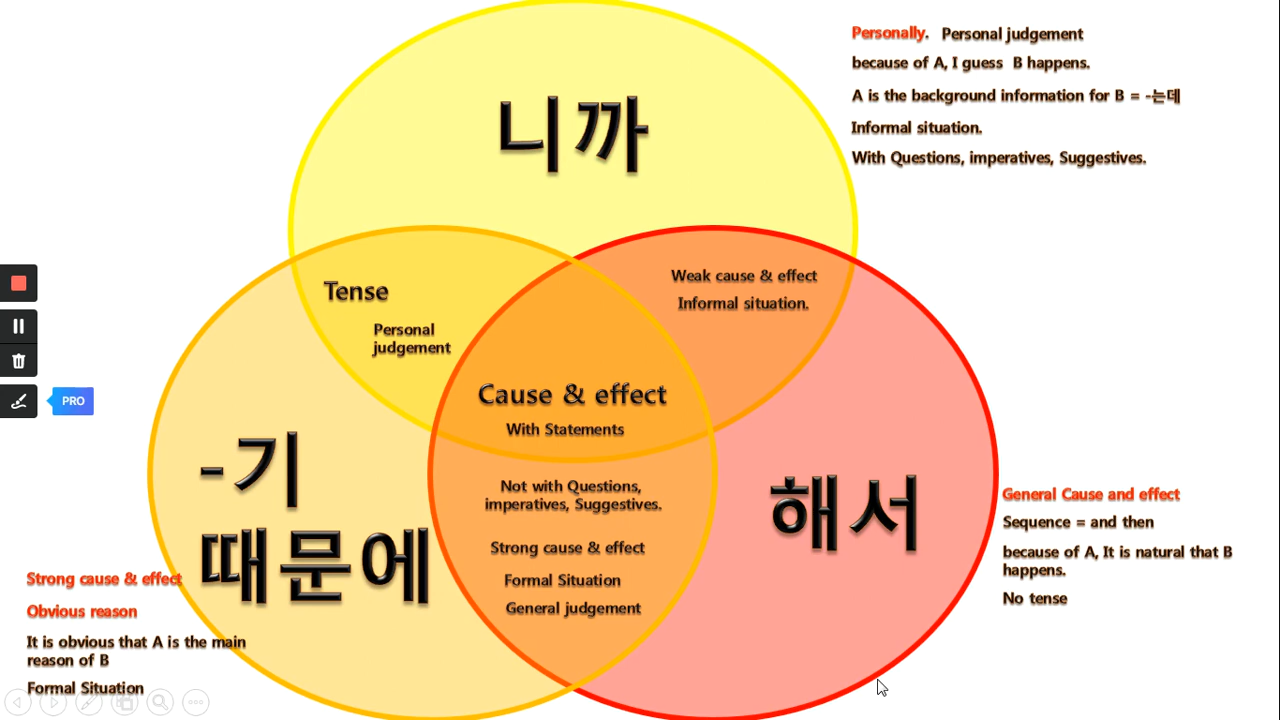 니까
Personally. Personal judgement
because of A, I guess B happens.
A is the background information for B = -는데
Informal situation.
With Questions, imperatives, Suggestives.
Tense
Personal
judgement
Weak cause & effect
Informal situation.
Cause & effect
With Statements
PRO
-기
때문에
Not with Questions,
imperatives, Suggestives.
Strong cause & effect
Formal Situation
General judgement
해서
General Cause and effect
Sequence = and then
because of A, It is natural that B
happens.
No tense
Strong cause & effect
Obvious reason
It is obvious that A is the main
reason of B
Formal Situation